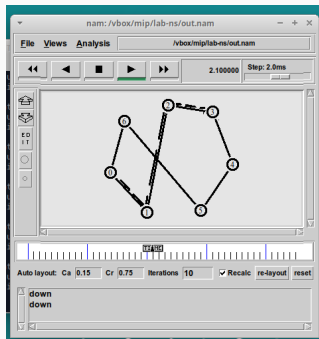 nam: /vbox/mip/lab-ns/out.nam
File Views Analysis /vbox/mip/lab-ns/out.nam
2.100000 Step: 2.0ms
ED
IT
2
3
6
4
0
1
5
TIME
Auto layout: Ca 0.15 Cr 0.75 Iterations 10 Recalc re-layout reset
down
down